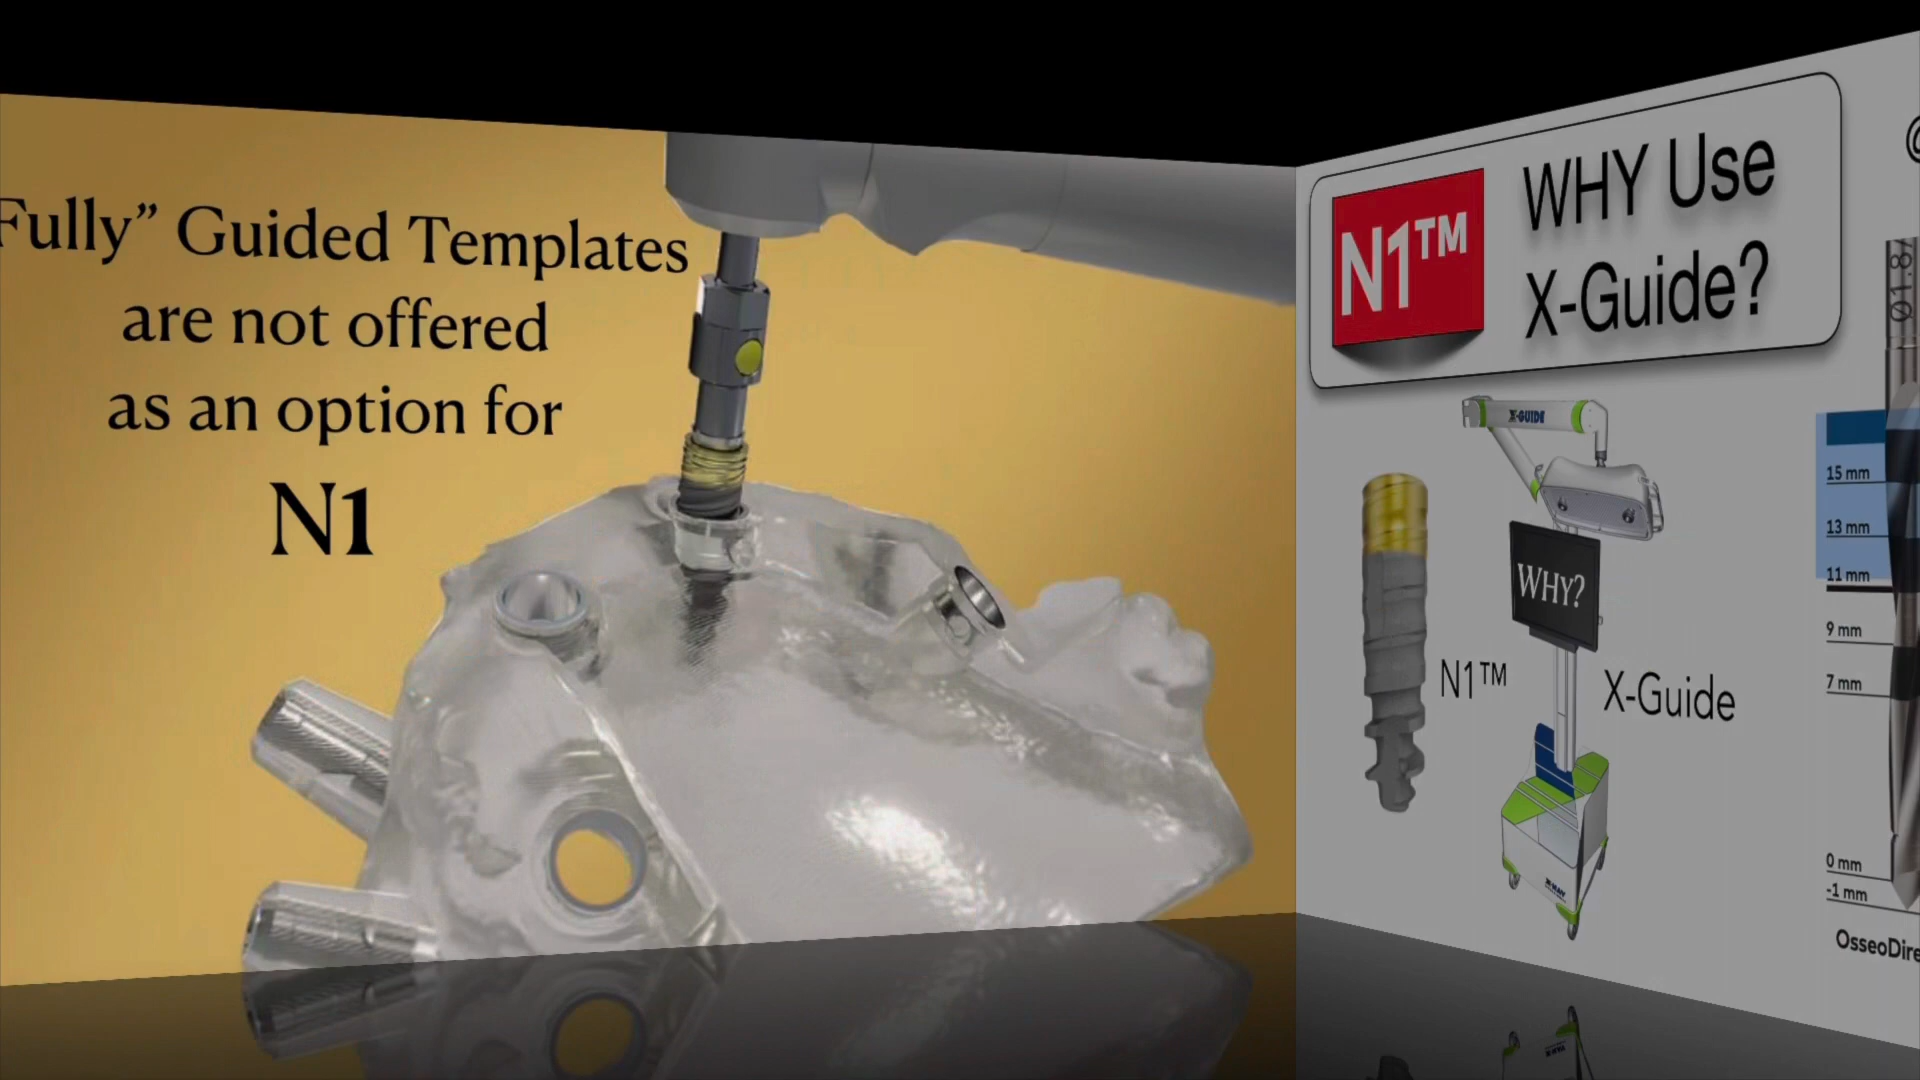 Fully” Guided Templates
are not offered
as an option for
N1
N1™
WHY Use
X-Guide?
X-GUIDE
WHY?
N1™
X-Guide
15 mm
13 mm
11 mm
9 mm
7 mm
0 mm
-1 mm